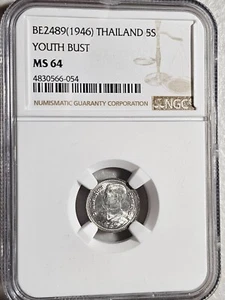 BE2489(1946) THAILAND 5S
YOUTH BUST
MS 64
4830566-054
NUMISMATIC GUARANTY CORPORATION
NGC